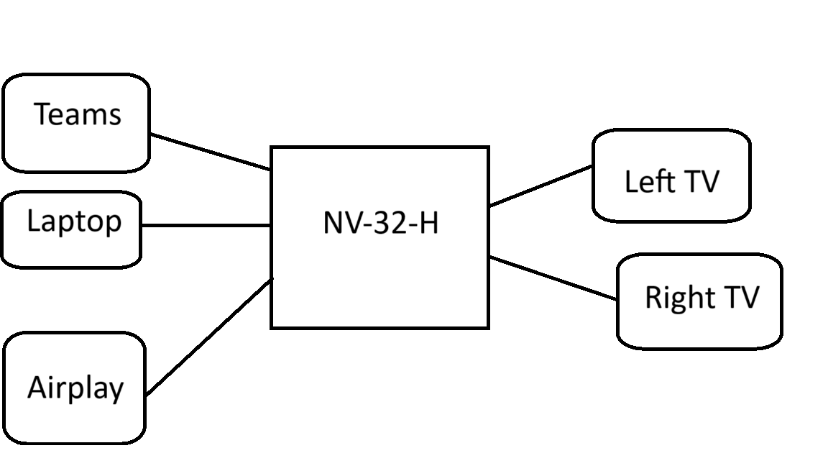 Teams
Laptop
Airplay
NV-32-H
Left TV
Right TV